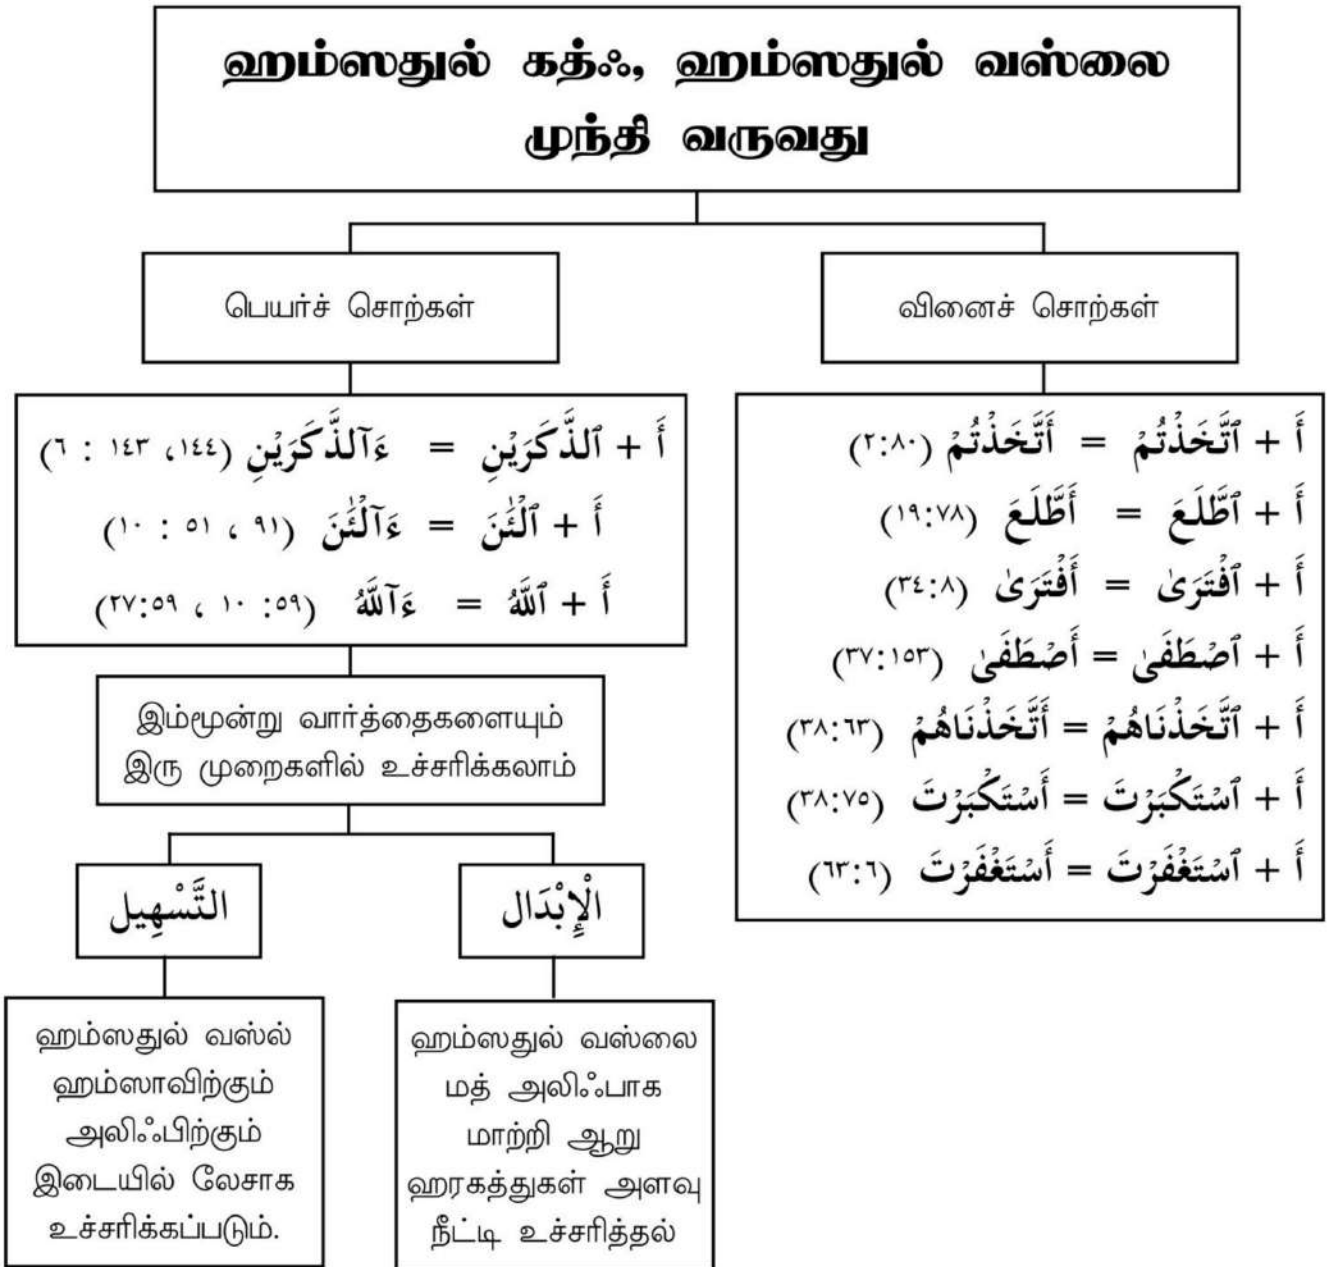 ஹம்ஸதுல் கத்ஃ, ஹம்ஸதுல் வஸ்லை
முந்தி வருவது
பெயர்ச் சொற்கள்
أَ + ٱلذَّكَرَيْنِ = ءَآلذَّكَرَيْنِ (١٤٤، ١٤٣ : ٦)
أَ + ٱلْـَٰٔنَ = ءَآلْـَٰٔنَ (٩١ ، ٥١ : ١٠)
أَ + ٱللَّهُ = ءَآللَّهُ (٥٩: ١٠ ، ٢٧:٥٩)
இம்மூன்று வார்த்தைகளையும்
இரு முறைகளில் உச்சரிக்கலாம்
التَّسْهِيل
ஹம்ஸதுல் வஸ்ல்
ஹம்ஸாவிற்கும்
அலிஃபிற்கும்
இடையில் லேசாக
உச்சரிக்கப்படும்.
الْإِبْدَال
ஹம்ஸதுல் வஸ்லை
மத் அலிஃபாக
மாற்றி ஆறு
ஹரகத்துகள் அளவு
நீட்டி உச்சரித்தல்
வினைச் சொற்கள்
أَ + ٱتَّخَذْتُمْ = أَتَّخَذْتُمْ (٢:٨٠)
أَ + ٱطَّلَعَ = أَطَّلَعَ (١٩:٧٨)
أَ + ٱفْتَرَىٰ = أَفْتَرَىٰ (٣٤:٨)
أَ + ٱصْطَفَىٰ = أَصْطَفَىٰ (٣٧:١٥٣)
أَ + ٱتَّخَذْنَاهُمْ = أَتَّخَذْنَاهُمْ (٣٨:٦٣)
أَ + ٱسْتَكْبَرْتَ = أَسْتَكْبَرْتَ (٣٨:٧٥)
أَ + ٱسْتَغْفَرْتَ = أَسْتَغْفَرْتَ (٦٣:٦)